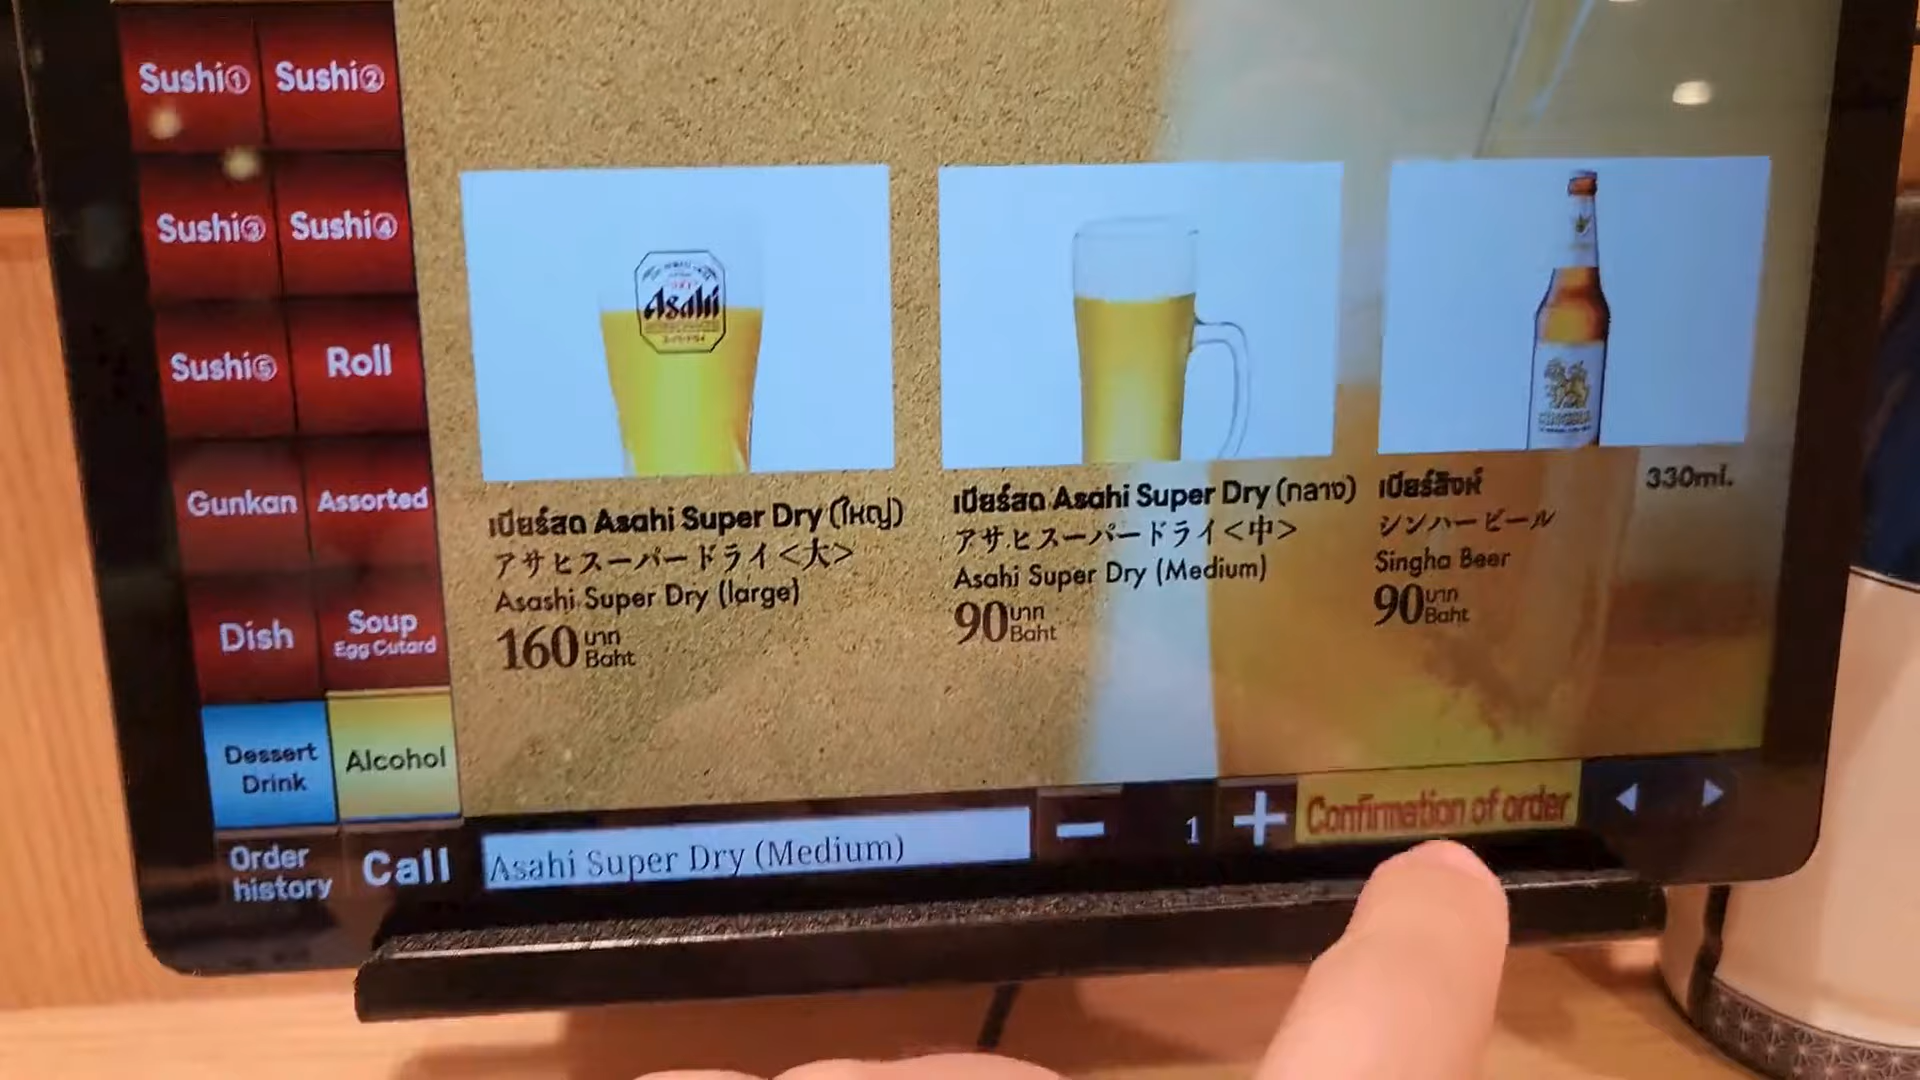 Sushi① Sushi②
Sushi③ Sushi④
Sushi⑤ Roll
Gunkan Assorted
Dish Soup
Egg Cutard
Dessert
Drink
Alcohol
Order
history
Call
Asahi
เบียร์สด Asahi Super Dry (ใหญ่)
アサヒスーパードライ<大>
Asashi Super Dry (large)
160 บาท
Baht
เบียร์สด Asahi Super Dry (กลาง)
アサヒスーパードライ<中>
Asahi Super Dry (Medium)
90 บาท
Baht
เบียร์สิงห์ 330ml.
シンハービール
Singha Beer
90 บาท
Baht
Asahi Super Dry (Medium)
− 1 +
Confirmation of order